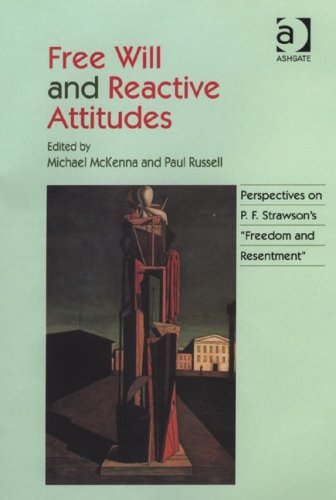 a
ASHGATE
Free Will
and Reactive
Attitudes
Edited by
Michael McKenna and Paul Russell
Perspectives on
P. F. Strawson's
"Freedom and
Resentment"